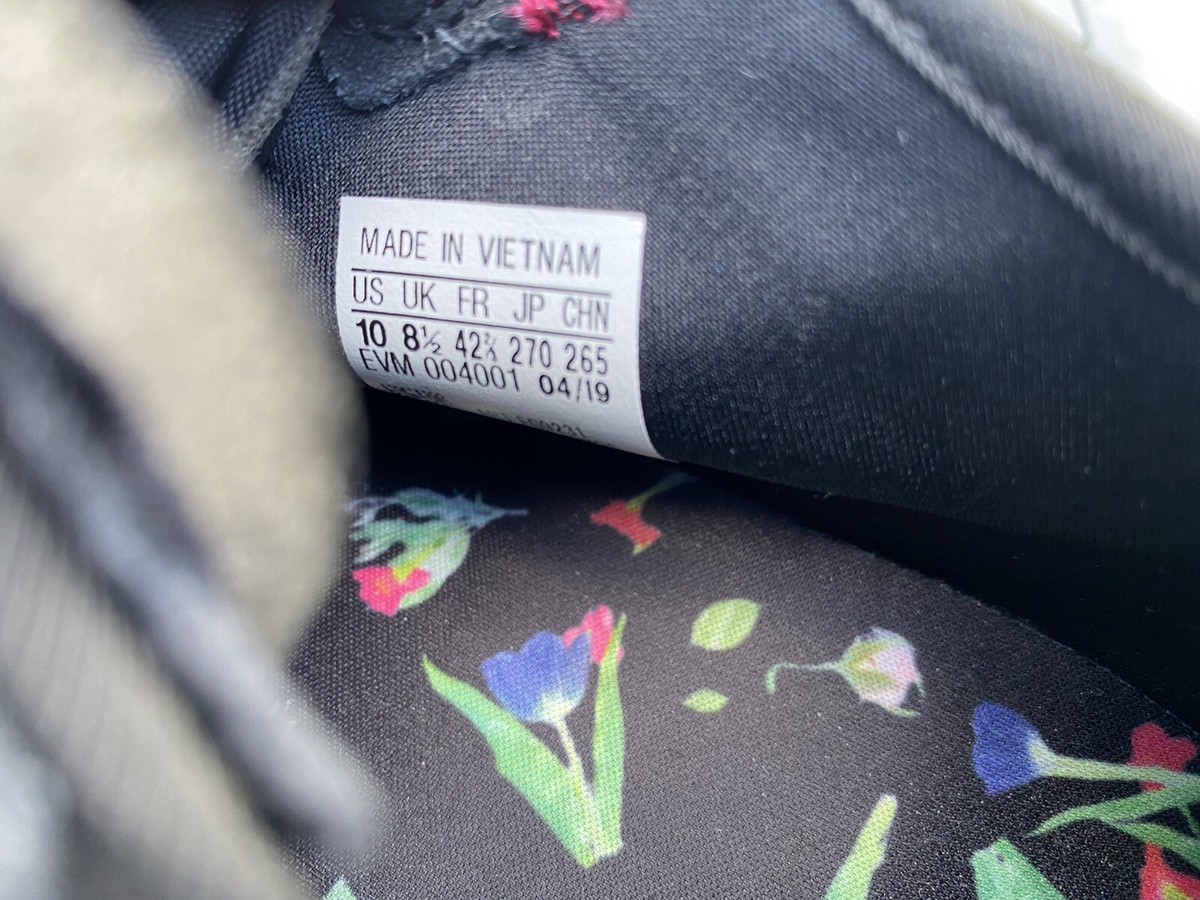 MADE IN VIETNAM
US UK FR JP CHN
10 8½ 42⅔ 270 265
EVM 004001 04/19